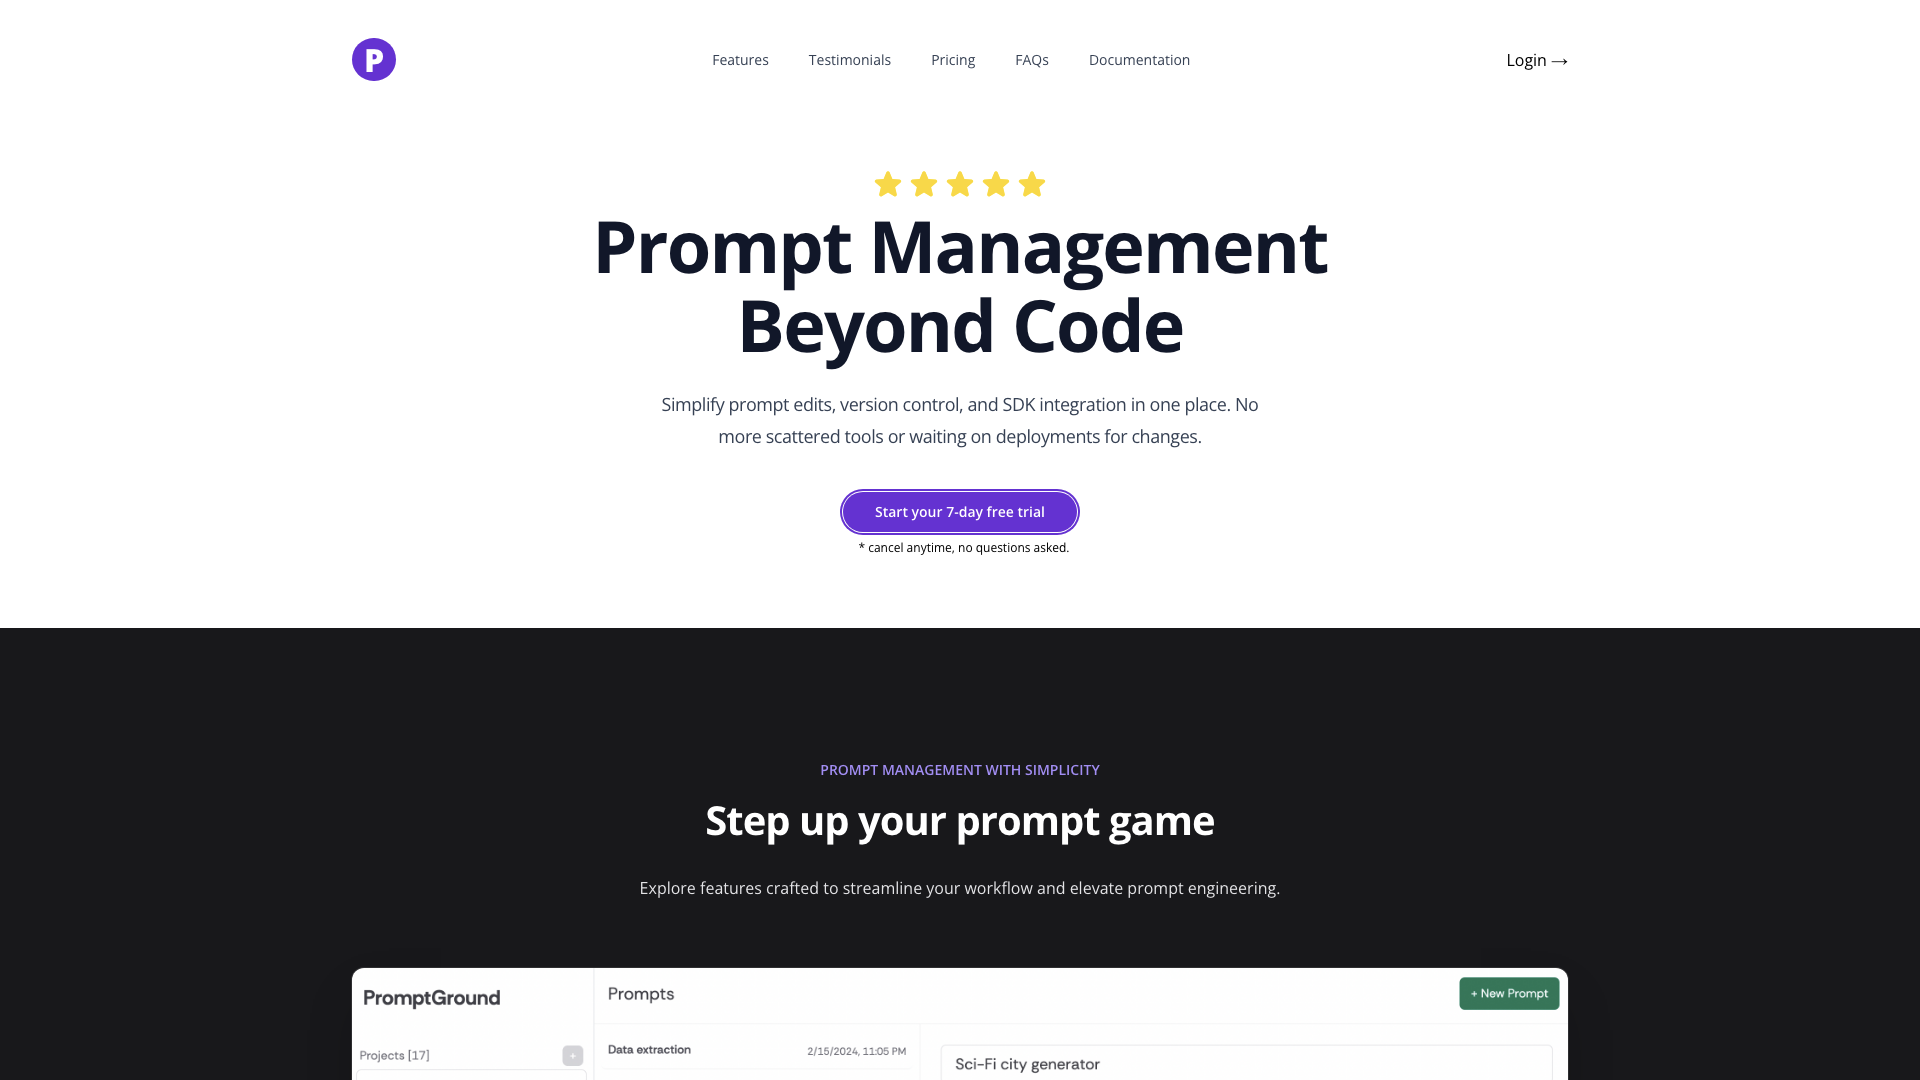 P
Features
Testimonials
Pricing
FAQs
Documentation
Login →
Prompt Management
Beyond Code
Simplify prompt edits, version control, and SDK integration in one place. No
more scattered tools or waiting on deployments for changes.
Start your 7-day free trial
* cancel anytime, no questions asked.
PROMPT MANAGEMENT WITH SIMPLICITY
Step up your prompt game
Explore features crafted to streamline your workflow and elevate prompt engineering.
PromptGround
Prompts
+ New Prompt
Projects [17]
+
Data extraction
2/15/2024, 11:05 PM
Sci-Fi city generator